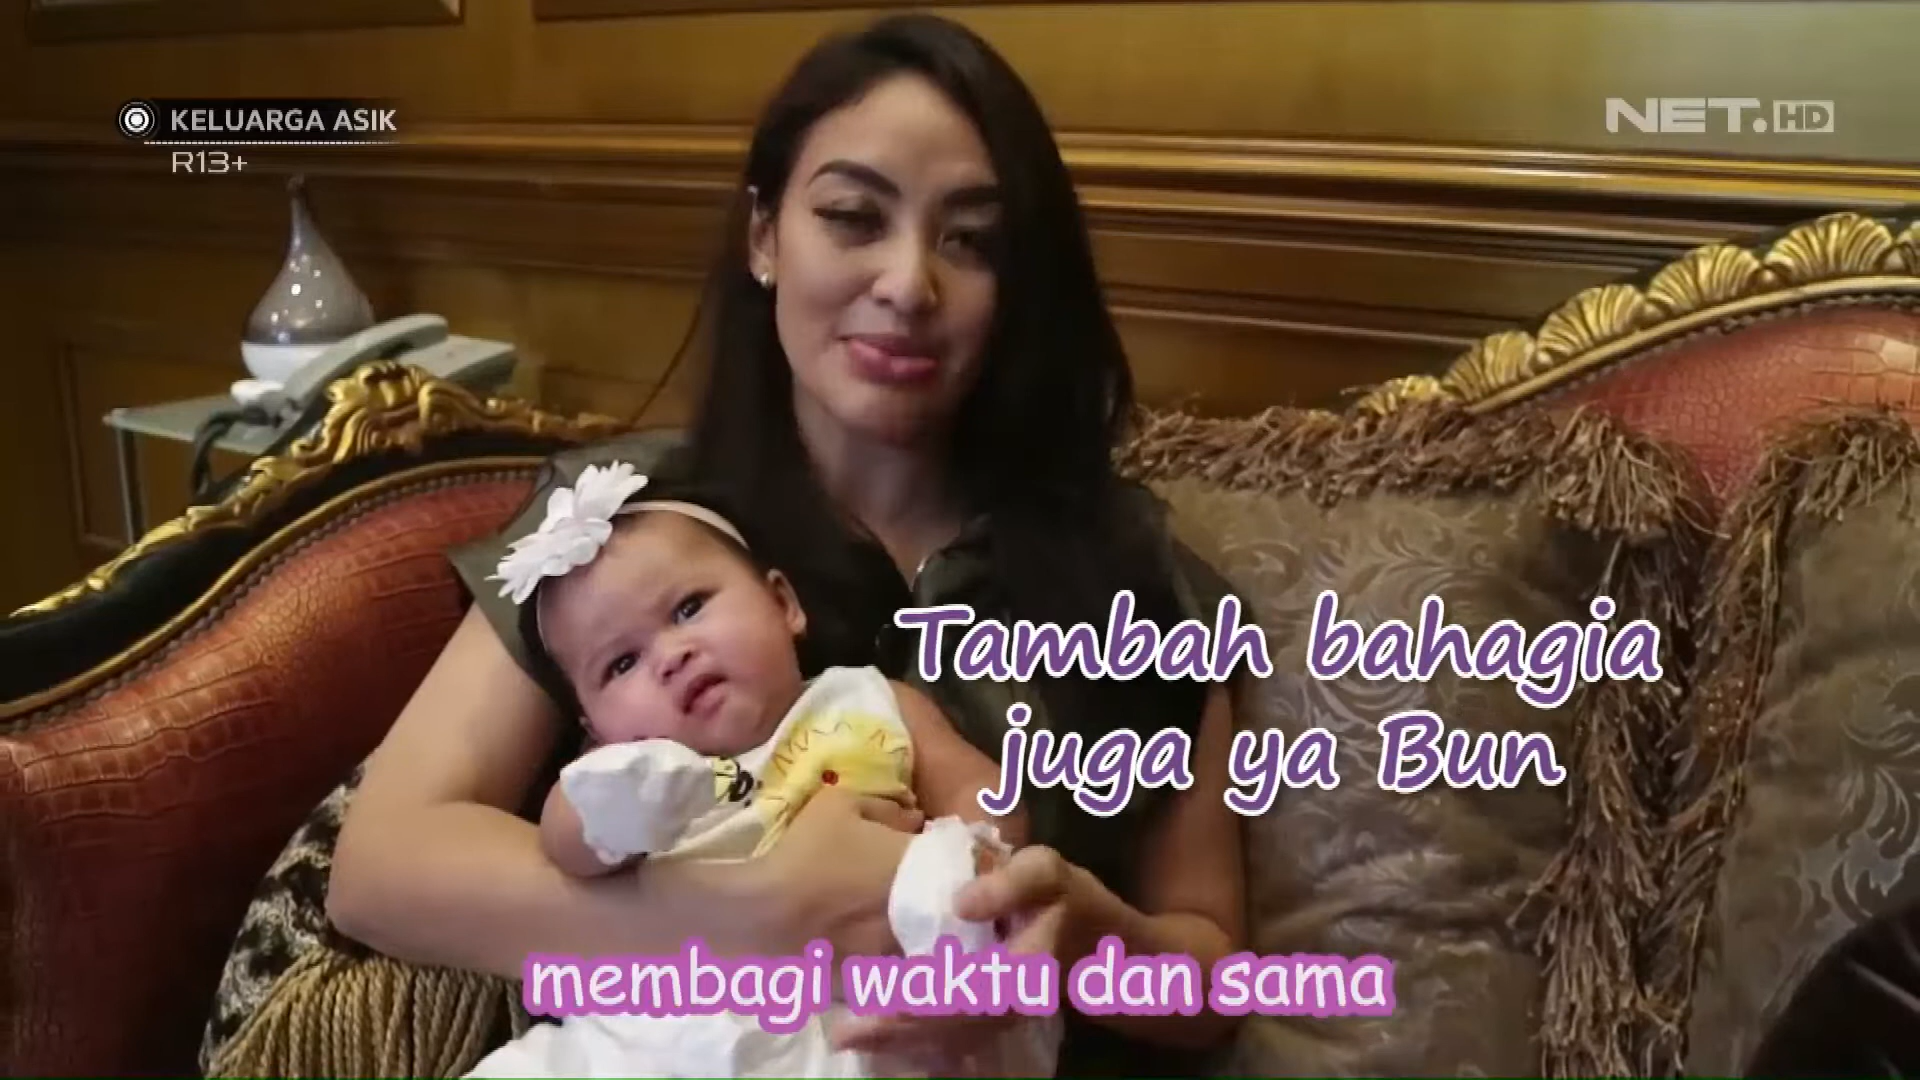 KELUARGA ASIK
R13+
NET.HD
Tambah bahagia
juga ya Bun
membagi waktu dan sama